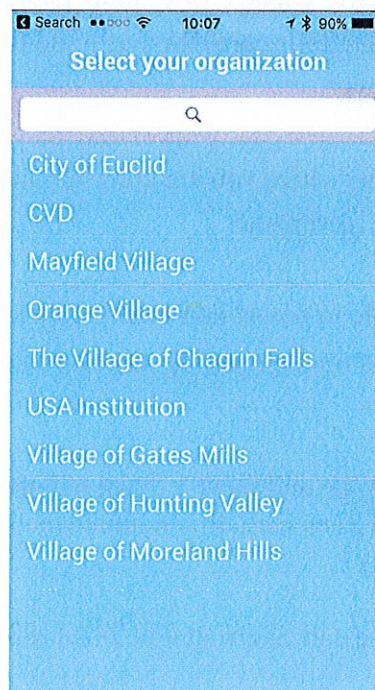 Search 10:07 90%
Select your organization
City of Euclid
CVD
Mayfield Village
Orange Village
The Village of Chagrin Falls
USA Institution
Village of Gates Mills
Village of Hunting Valley
Village of Moreland Hills